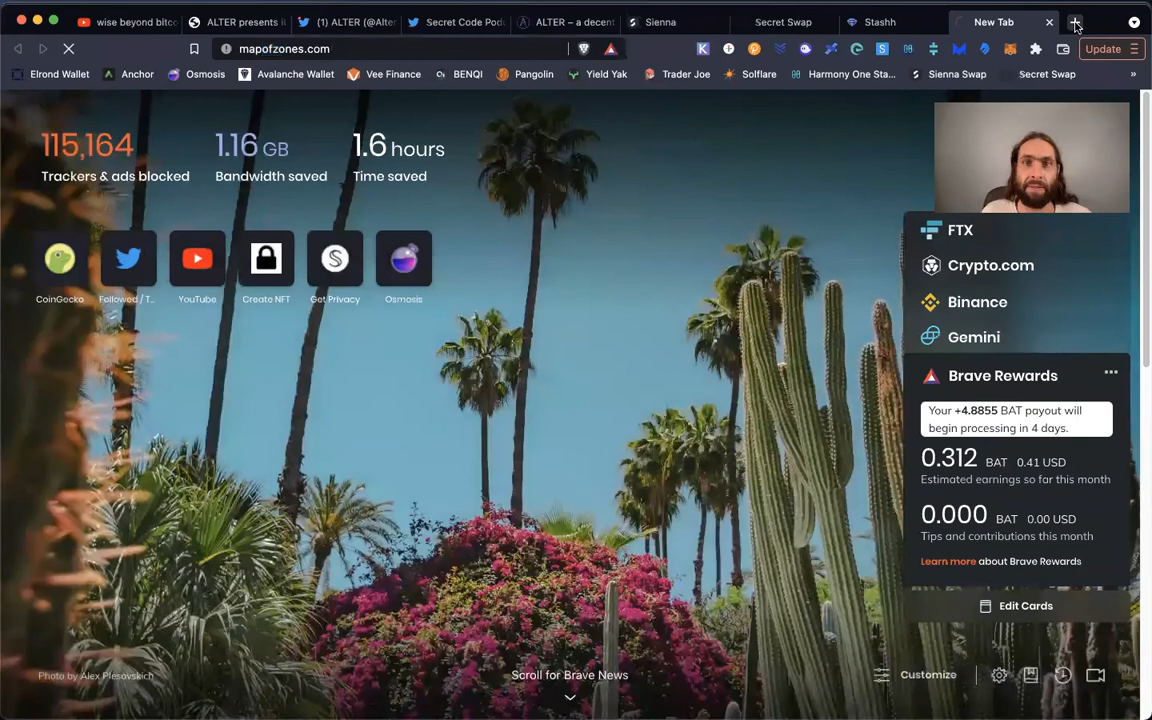 wise beyond bitco
ALTER presents i
(1) ALTER (@Alter
Secret Code Pod
ALTER – a decent
Sienna
Secret Swap
Stashh
New Tab
mapofzones.com
Update
Elrond Wallet
Anchor
Osmosis
Avalanche Wallet
Vee Finance
BENQI
Pangolin
Yield Yak
Trader Joe
Solflare
Harmony One Sta...
Sienna Swap
Secret Swap
»
115,164
Trackers & ads blocked
1.16 GB
Bandwidth saved
1.6 hours
Time saved
CoinGecko
Followed / T...
YouTube
Create NFT
Get Privacy
Osmosis
FTX
Crypto.com
Binance
Gemini
Brave Rewards
Your +4.8855 BAT payout will
begin processing in 4 days.
0.312 BAT 0.41 USD
Estimated earnings so far this month
0.000 BAT 0.00 USD
Tips and contributions this month
Learn more about Brave Rewards
Edit Cards
Photo by Alex Plesovskich
Scroll for Brave News
Customize